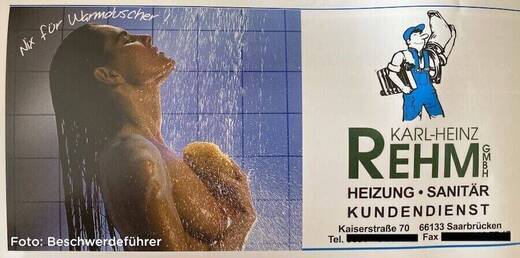 Nix für Warmduscher
KARL-HEINZ
REHM GMBH
HEIZUNG • SANITÄR
KUNDENDIENST
Kaiserstraße 70 66133 Saarbrücken
Tel. Fax
Foto: Beschwerdeführer